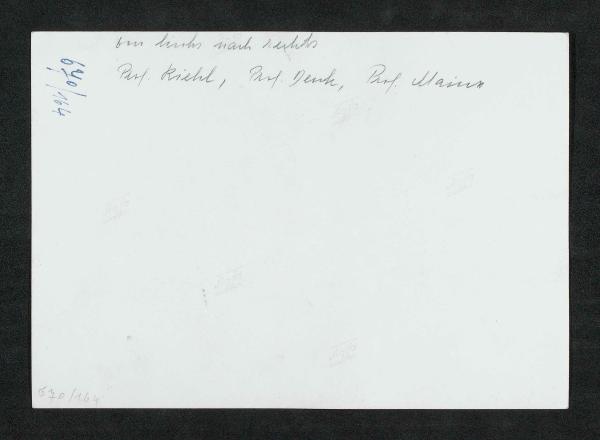 von links nach rechts
Prof. Riehl, Prof. Denk, Prof. Mainx
670/164
670/164